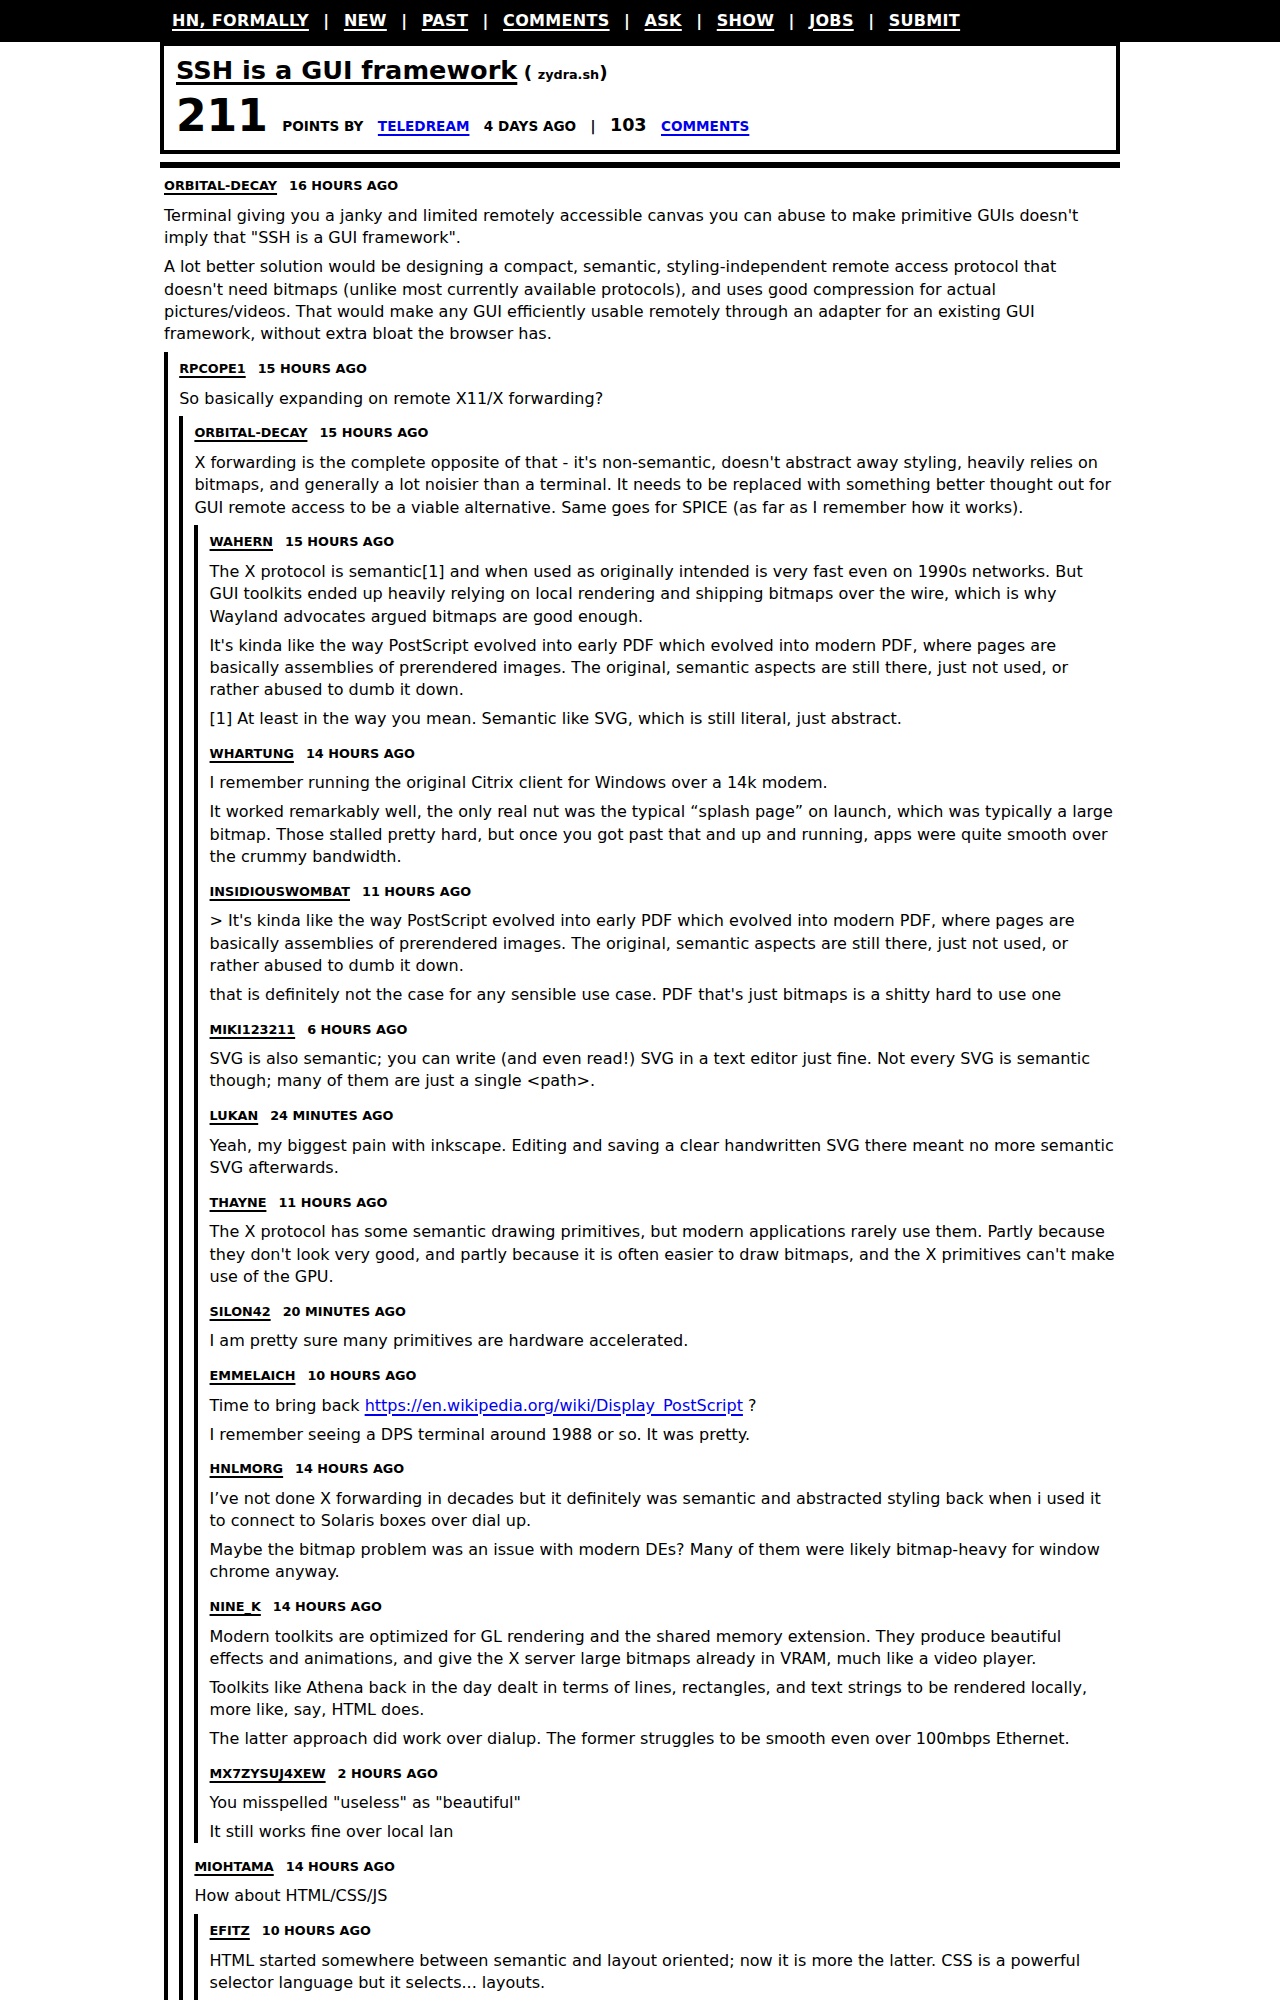 HN, FORMALLY | NEW | PAST | COMMENTS | ASK | SHOW | JOBS | SUBMIT
SSH is a GUI framework ( zydra.sh)
211 POINTS BY TELEDREAM 4 DAYS AGO | 103 COMMENTS
ORBITAL-DECAY 16 HOURS AGO
Terminal giving you a janky and limited remotely accessible canvas you can abuse to make primitive GUIs doesn't
imply that "SSH is a GUI framework".
A lot better solution would be designing a compact, semantic, styling-independent remote access protocol that
doesn't need bitmaps (unlike most currently available protocols), and uses good compression for actual
pictures/videos. That would make any GUI efficiently usable remotely through an adapter for an existing GUI
framework, without extra bloat the browser has.
RPCOPE1 15 HOURS AGO
So basically expanding on remote X11/X forwarding?
ORBITAL-DECAY 15 HOURS AGO
X forwarding is the complete opposite of that - it's non-semantic, doesn't abstract away styling, heavily relies on
bitmaps, and generally a lot noisier than a terminal. It needs to be replaced with something better thought out for
GUI remote access to be a viable alternative. Same goes for SPICE (as far as I remember how it works).
WAHERN 15 HOURS AGO
The X protocol is semantic[1] and when used as originally intended is very fast even on 1990s networks. But
GUI toolkits ended up heavily relying on local rendering and shipping bitmaps over the wire, which is why
Wayland advocates argued bitmaps are good enough.
It's kinda like the way PostScript evolved into early PDF which evolved into modern PDF, where pages are
basically assemblies of prerendered images. The original, semantic aspects are still there, just not used, or
rather abused to dumb it down.
[1] At least in the way you mean. Semantic like SVG, which is still literal, just abstract.
WHARTUNG 14 HOURS AGO
I remember running the original Citrix client for Windows over a 14k modem.
It worked remarkably well, the only real nut was the typical “splash page” on launch, which was typically a large
bitmap. Those stalled pretty hard, but once you got past that and up and running, apps were quite smooth over
the crummy bandwidth.
INSIDIOUSWOMBAT 11 HOURS AGO
> It's kinda like the way PostScript evolved into early PDF which evolved into modern PDF, where pages are
basically assemblies of prerendered images. The original, semantic aspects are still there, just not used, or
rather abused to dumb it down.
that is definitely not the case for any sensible use case. PDF that's just bitmaps is a shitty hard to use one
MIKI123211 6 HOURS AGO
SVG is also semantic; you can write (and even read!) SVG in a text editor just fine. Not every SVG is semantic
though; many of them are just a single <path>.
LUKAN 24 MINUTES AGO
Yeah, my biggest pain with inkscape. Editing and saving a clear handwritten SVG there meant no more semantic
SVG afterwards.
THAYNE 11 HOURS AGO
The X protocol has some semantic drawing primitives, but modern applications rarely use them. Partly because
they don't look very good, and partly because it is often easier to draw bitmaps, and the X primitives can't make
use of the GPU.
SILON42 20 MINUTES AGO
I am pretty sure many primitives are hardware accelerated.
EMMELAICH 10 HOURS AGO
Time to bring back https://en.wikipedia.org/wiki/Display_PostScript ?
I remember seeing a DPS terminal around 1988 or so. It was pretty.
HNLMORG 14 HOURS AGO
I’ve not done X forwarding in decades but it definitely was semantic and abstracted styling back when i used it
to connect to Solaris boxes over dial up.
Maybe the bitmap problem was an issue with modern DEs? Many of them were likely bitmap-heavy for window
chrome anyway.
NINE_K 14 HOURS AGO
Modern toolkits are optimized for GL rendering and the shared memory extension. They produce beautiful
effects and animations, and give the X server large bitmaps already in VRAM, much like a video player.
Toolkits like Athena back in the day dealt in terms of lines, rectangles, and text strings to be rendered locally,
more like, say, HTML does.
The latter approach did work over dialup. The former struggles to be smooth even over 100mbps Ethernet.
MX7ZYSUJ4XEW 2 HOURS AGO
You misspelled "useless" as "beautiful"
It still works fine over local lan
MIOHTAMA 14 HOURS AGO
How about HTML/CSS/JS
EFITZ 10 HOURS AGO
HTML started somewhere between semantic and layout oriented; now it is more the latter. CSS is a powerful
selector language but it selects... layouts.